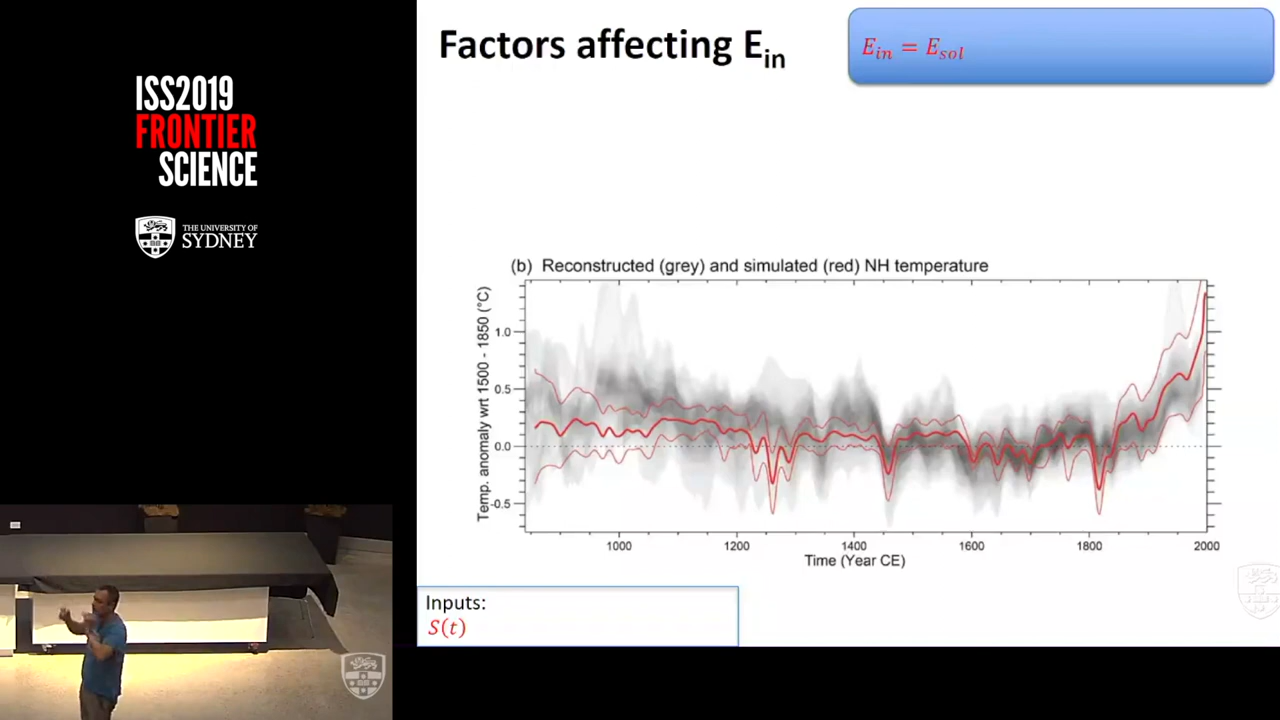 ISS2019
FRONTIER
SCIENCE
THE UNIVERSITY OF
SYDNEY
Factors affecting E_in
E_in = E_sol
(b) Reconstructed (grey) and simulated (red) NH temperature
Temp. anomaly wrt 1500 - 1850 (°C)
1.0
0.5
0.0
-0.5
1000 1200 1400 1600 1800 2000
Time (Year CE)
Inputs:
S(t)